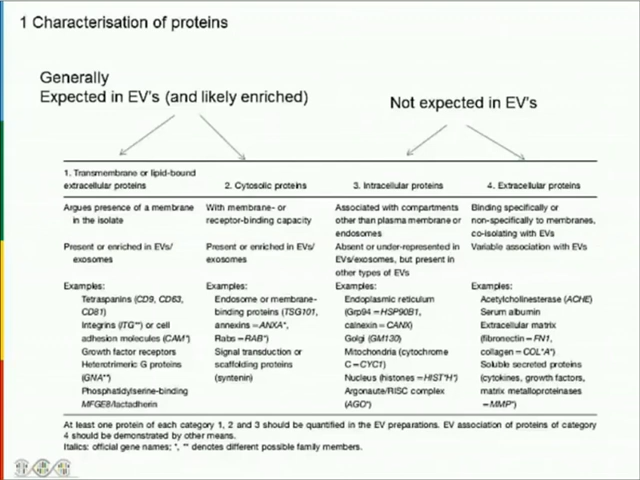 1 Characterisation of proteins
Generally
Expected in EV's (and likely enriched)
Not expected in EV's
1. Transmembrane or lipid-bound
extracellular proteins
2. Cytosolic proteins
3. Intracellular proteins
4. Extracellular proteins
Argues presence of a membrane
in the isolate
With membrane- or
receptor-binding capacity
Associated with compartments
other than plasma membrane or
endosomes
Binding specifically or
non-specifically to membranes,
co-isolating with EVs
Present or enriched in EVs/
exosomes
Present or enriched in EVs/
exosomes
Absent or under-represented in
EVs/exosomes, but present in
other types of EVs
Variable association with EVs
Examples:
Tetraspanins (CD9, CD63,
CD81)
Integrins (ITG**) or cell
adhesion molecules (CAM*)
Growth factor receptors
Heterotrimeric G proteins
(GNA**)
Phosphatidylserine-binding
MFGE8/lactadherin
Examples:
Endosome or membrane-
binding proteins (TSG101,
annexins=ANXA*,
Rabs=RAB*)
Signal transduction or
scaffolding proteins
(syntenin)
Examples:
Endoplasmic reticulum
(Grp94=HSP90B1,
calnexin=CANX)
Golgi (GM130)
Mitochondria (cytochrome
C=CYC1)
Nucleus (histones=HIST*H*)
Argonaute/RISC complex
(AGO*)
Examples:
Acetylcholinesterase (ACHE)
Serum albumin
Extracellular matrix
(fibronectin=FN1,
collagen=COL*A*)
Soluble secreted proteins
(cytokines, growth factors,
matrix metalloproteinases
=MMP*)
At least one protein of each category 1, 2 and 3 should be quantified in the EV preparations. EV association of proteins of category
4 should be demonstrated by other means.
Italics: official gene names; *, ** denotes different possible family members.